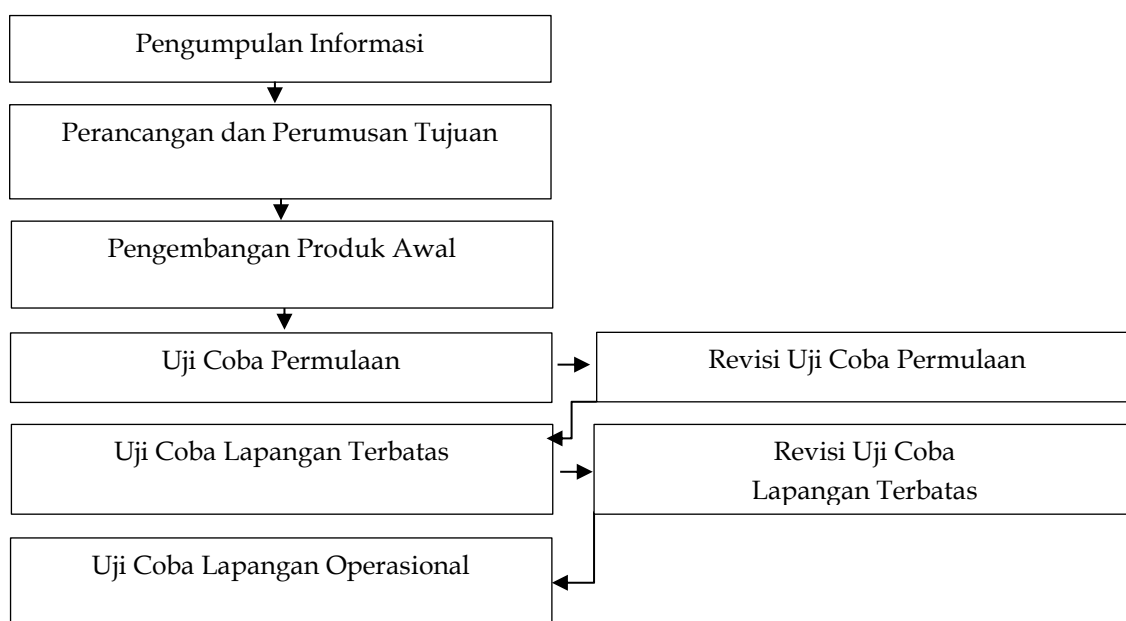 Pengumpulan Informasi
Perancangan dan Perumusan Tujuan
Pengembangan Produk Awal
Uji Coba Permulaan
Revisi Uji Coba Permulaan
Uji Coba Lapangan Terbatas
Revisi Uji Coba
Lapangan Terbatas
Uji Coba Lapangan Operasional